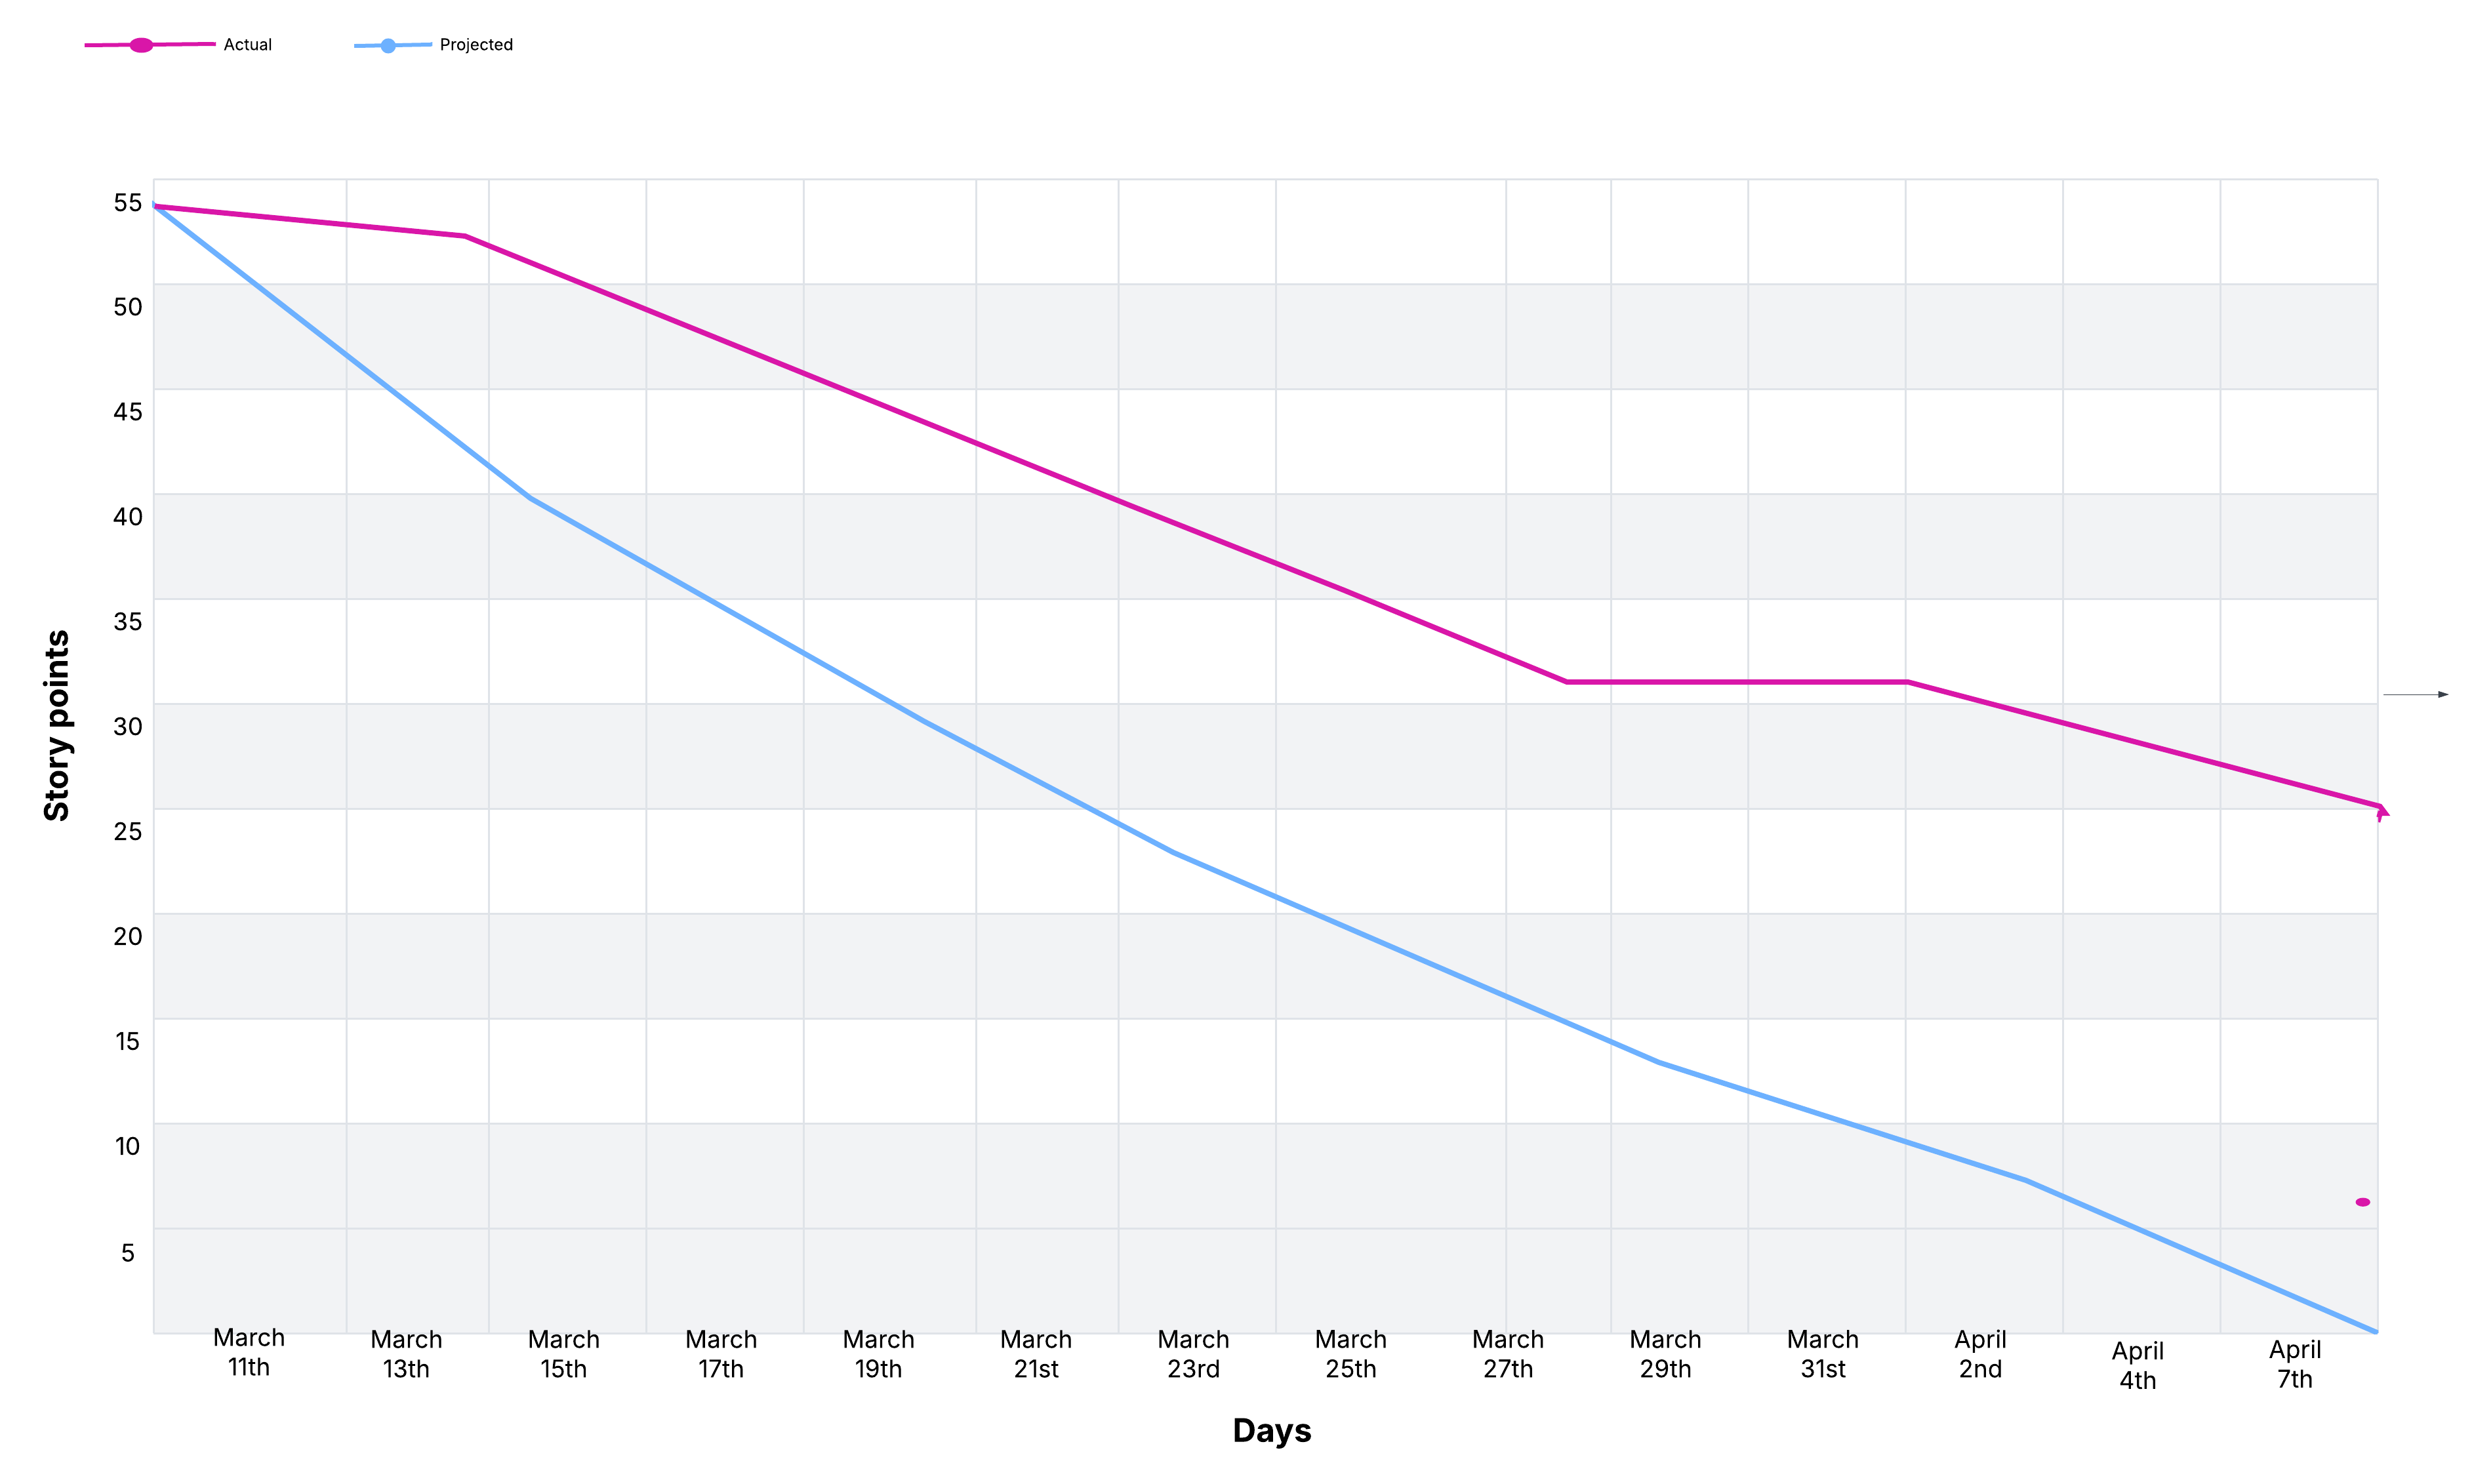 Actual
Projected
55
50
45
40
35
30
25
20
15
10
5
Story points
March
11th
March
13th
March
15th
March
17th
March
19th
March
21st
March
23rd
March
25th
March
27th
March
29th
March
31st
April
2nd
April
4th
April
7th
Days